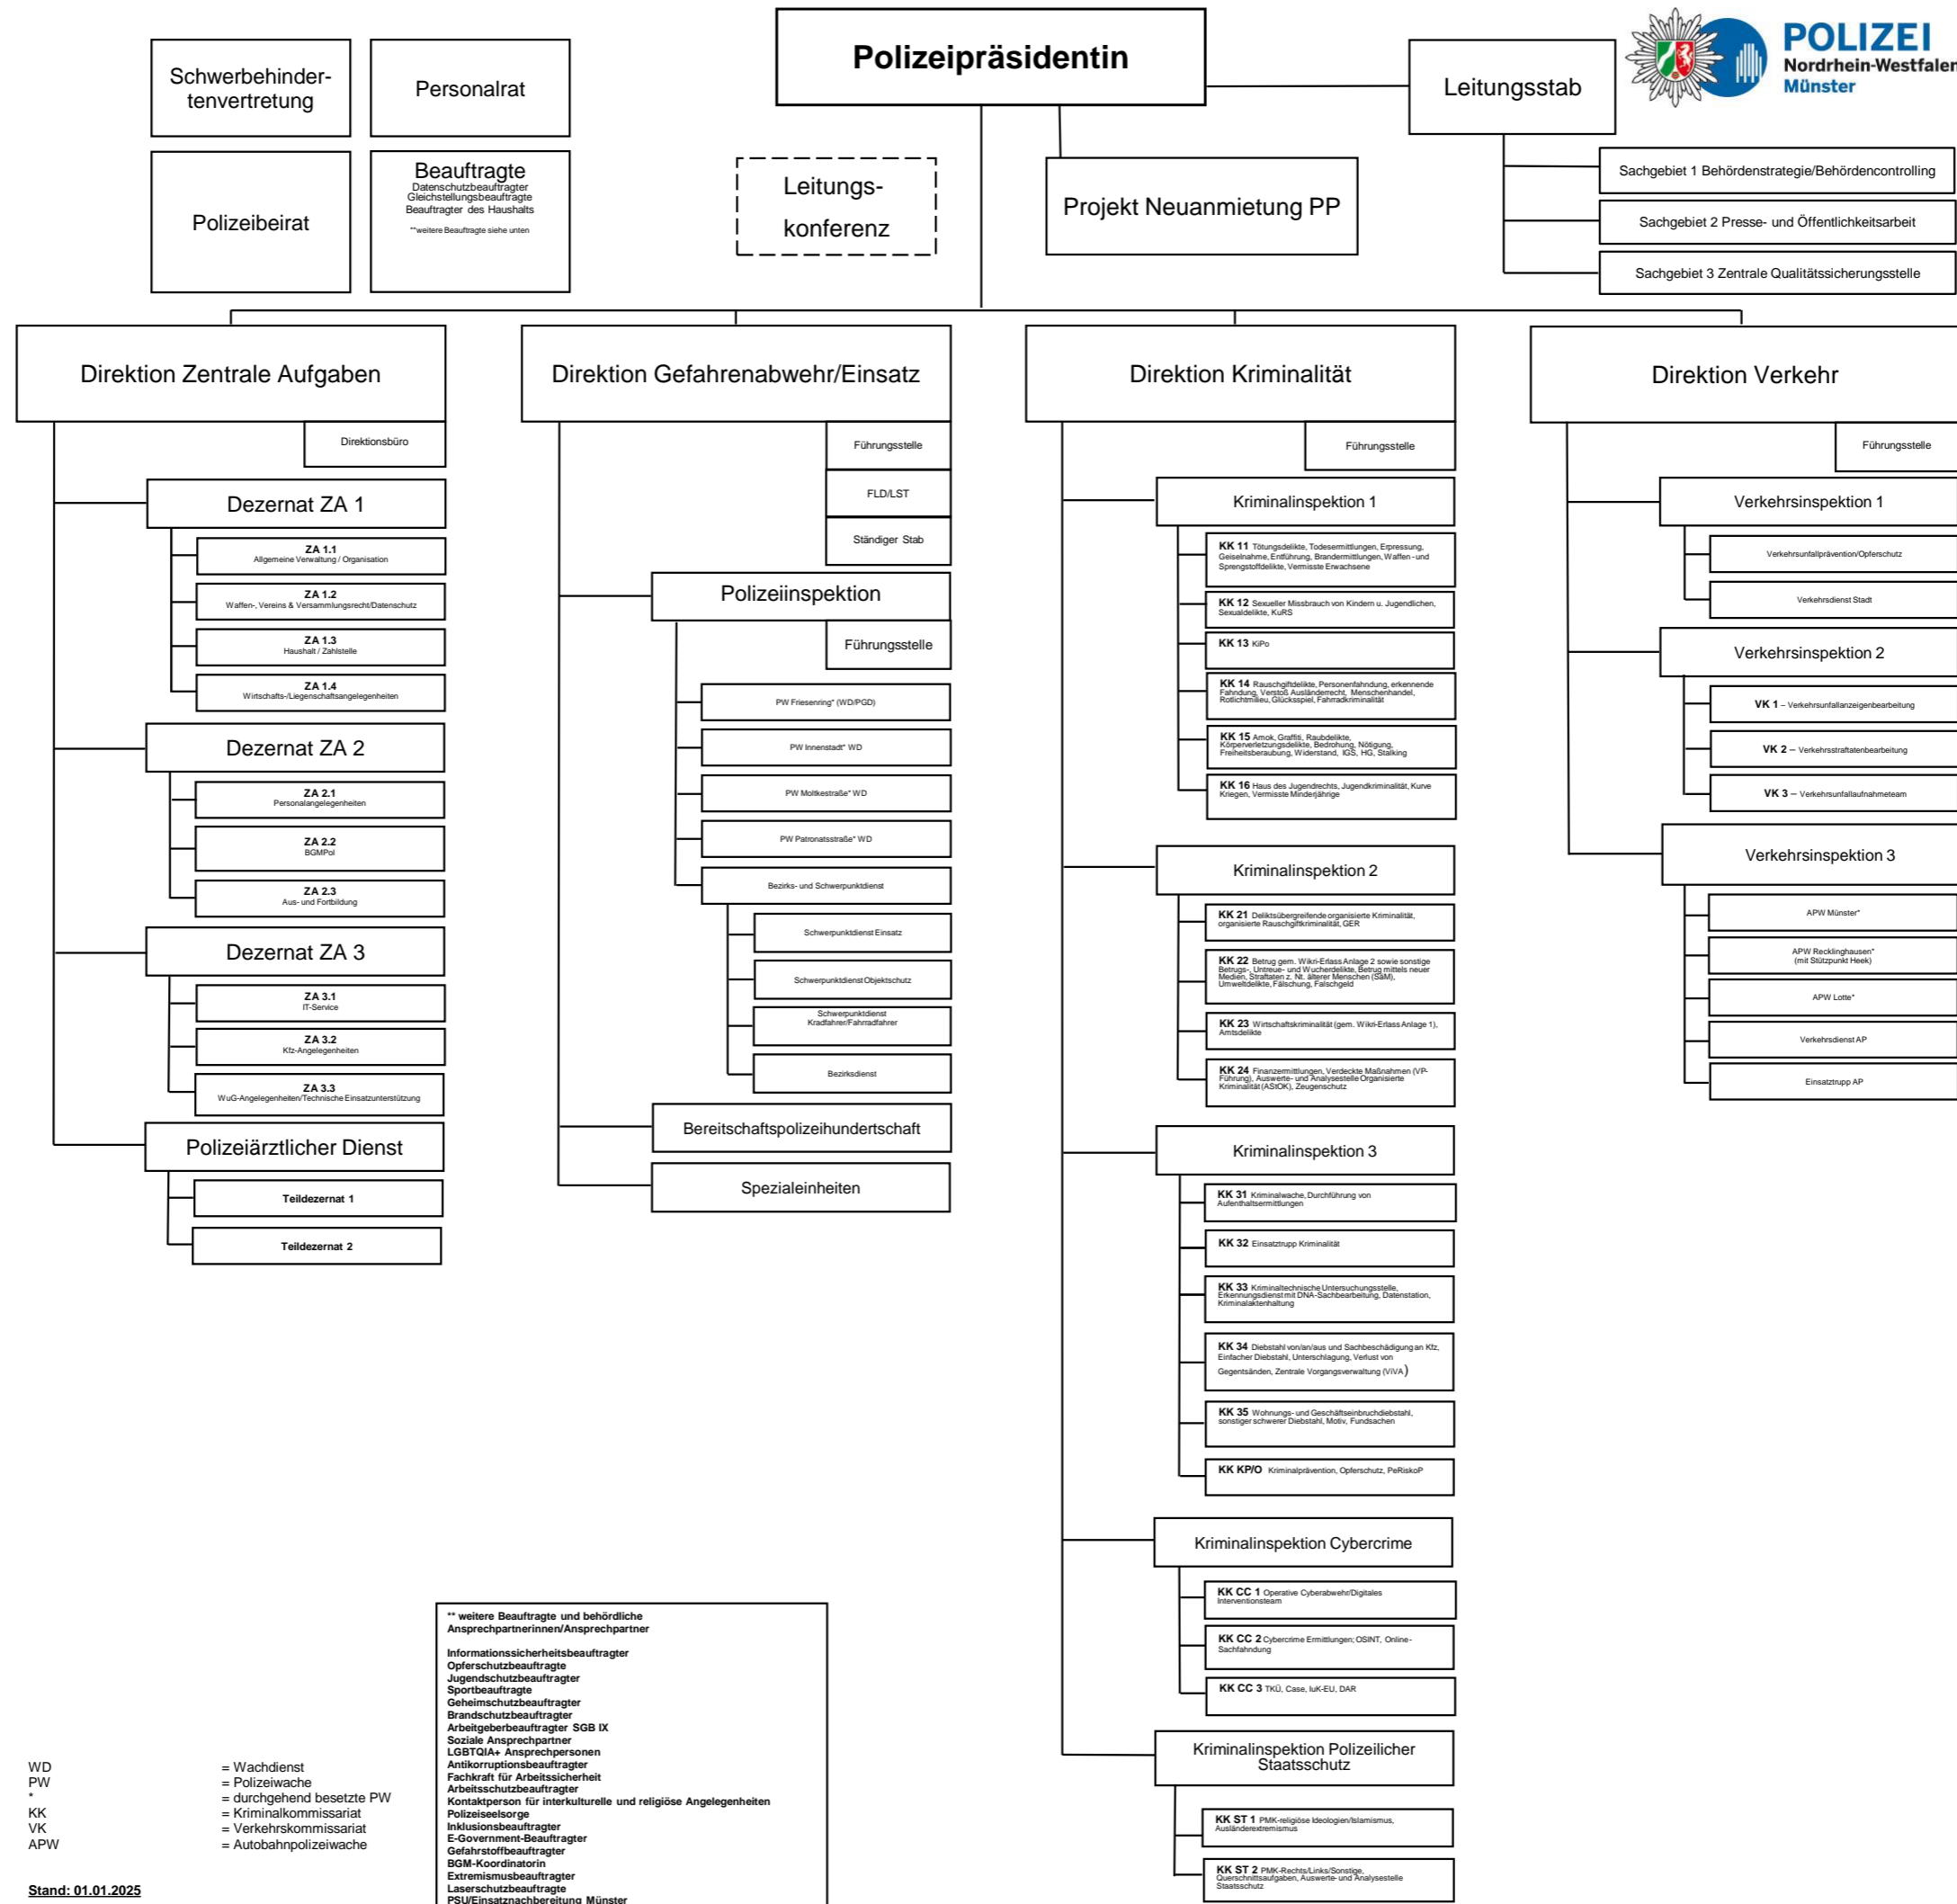 Polizeipräsidentin
Schwerbehinder-
tenvertretung
Personalrat
Leitungsstab
POLIZEI
Nordrhein-Westfalen
Münster
Polizeibeirat
Beauftragte
Datenschutzbeauftragter
Gleichstellungsbeauftragte
Beauftragter des Haushalts
**weitere Beauftragte siehe unten
Leitungs-
konferenz
Projekt Neuanmietung PP
Sachgebiet 1 Behördenstrategie/Behördencontrolling
Sachgebiet 2 Presse- und Öffentlichkeitsarbeit
Sachgebiet 3 Zentrale Qualitätssicherungsstelle
Direktion Zentrale Aufgaben
Direktionsbüro
Dezernat ZA 1
ZA 1.1
Allgemeine Verwaltung / Organisation
ZA 1.2
Waffen-, Vereins & Versammlungsrecht/Datenschutz
ZA 1.3
Haushalt / Zahlstelle
ZA 1.4
Wirtschafts-/Liegenschaftsangelegenheiten
Dezernat ZA 2
ZA 2.1
Personalangelegenheiten
ZA 2.2
BGMPol
ZA 2.3
Aus- und Fortbildung
Dezernat ZA 3
ZA 3.1
IT-Service
ZA 3.2
Kfz-Angelegenheiten
ZA 3.3
WuG-Angelegenheiten/Technische Einsatzunterstützung
Polizeiärztlicher Dienst
Teildezernat 1
Teildezernat 2
Direktion Gefahrenabwehr/Einsatz
Führungsstelle
FLD/LST
Ständiger Stab
Polizeiinspektion
Führungsstelle
PW Friesenring* (WD/PGD)
PW Innenstadt* WD
PW Moltkestraße* WD
PW Patronatsstraße* WD
Bezirks- und Schwerpunktdienst
Schwerpunktdienst Einsatz
Schwerpunktdienst Objektschutz
Schwerpunktdienst
Kradfahrer/Fahrradfahrer
Bezirksdienst
Bereitschaftspolizeihundertschaft
Spezialeinheiten
Direktion Kriminalität
Führungsstelle
Kriminalinspektion 1
KK 11 Tötungsdelikte, Todesermittlungen, Erpressung,
Geiselnahme, Entführung, Brandermittlungen, Waffen- und
Sprengstoffdelikte, Vermisste Erwachsene
KK 12 Sexueller Missbrauch von Kindern u. Jugendlichen,
Sexualdelikte, KuRS
KK 13 KiPo
KK 14 Rauschgiftdelikte, Personenfahndung, erkennende
Fahndung, Verstoß Ausländerrecht, Menschenhandel,
Rotlichtmilieu, Glücksspiel, Fahrradkriminalität
KK 15 Amok, Graffiti, Raubdelikte,
Körperverletzungsdelikte, Bedrohung, Nötigung,
Freiheitsberaubung, Widerstand, IGS, HG, Stalking
KK 16 Haus des Jugendrechts, Jugendkriminalität, Kurve
Kriegen, Vermisste Minderjährige
Kriminalinspektion 2
KK 21 Deliktsübergreifende organisierte Kriminalität,
organisierte Rauschgiftkriminalität, GER
KK 22 Betrug gem. Wikri-Erlass Anlage 2 sowie sonstige
Betrugs-, Untreue- und Wucherdelikte, Betrug mittels neuer
Medien, Straftaten z. Nt. älterer Menschen (SäM),
Umweltdelikte, Fälschung, Falschgeld
KK 23 Wirtschaftskriminalität (gem. Wikri-Erlass Anlage 1),
Amtsdelikte
KK 24 Finanzermittlungen, Verdeckte Maßnahmen (VP-
Führung), Auswerte- und Analysestelle Organisierte
Kriminalität (AStOK), Zeugenschutz
Kriminalinspektion 3
KK 31 Kriminalwache, Durchführung von
Aufenthaltsermittlungen
KK 32 Einsatztrupp Kriminalität
KK 33 Kriminaltechnische Untersuchungsstelle,
Erkennungsdienst mit DNA-Sachbearbeitung, Datenstation,
Kriminalaktenhaltung
KK 34 Diebstahl von/an/aus und Sachbeschädigung an Kfz,
Einfacher Diebstahl, Unterschlagung, Verlust von
Gegentsänden, Zentrale Vorgangsverwaltung (ViVA)
KK 35 Wohnungs- und Geschäftseinbruchdiebstahl,
sonstiger schwerer Diebstahl, Motiv, Fundsachen
KK KP/O Kriminalprävention, Opferschutz, PeRiskoP
Kriminalinspektion Cybercrime
KK CC 1 Operative Cyberabwehr/Digitales
Interventionsteam
KK CC 2 Cybercrime Ermittlungen; OSINT, Online-
Sachfahndung
KK CC 3 TKÜ, Case, IuK-EU, DAR
Kriminalinspektion Polizeilicher
Staatsschutz
KK ST 1 PMK-religiöse Ideologien/Islamismus,
Ausländerextremismus
KK ST 2 PMK-Rechts/Links/Sonstige,
Querschnittsaufgaben, Auswerte- und Analysestelle
Staatsschutz
Direktion Verkehr
Führungsstelle
Verkehrsinspektion 1
Verkehrsunfallprävention/Opferschutz
Verkehrsdienst Stadt
Verkehrsinspektion 2
VK 1 – Verkehrsunfallanzeigenbearbeitung
VK 2 – Verkehrsstraftatenbearbeitung
VK 3 – Verkehrsunfallaufnahmeteam
Verkehrsinspektion 3
APW Münster*
APW Recklinghausen*
(mit Stützpunkt Heek)
APW Lotte*
Verkehrsdienst AP
Einsatztrupp AP
** weitere Beauftragte und behördliche
Ansprechpartnerinnen/Ansprechpartner
Informationssicherheitsbeauftragter
Opferschutzbeauftragte
Jugendschutzbeauftragter
Sportbeauftragte
Geheimschutzbeauftragter
Brandschutzbeauftragter
Arbeitgeberbeauftragter SGB IX
Soziale Ansprechpartner
LGBTQIA+ Ansprechpersonen
Antikorruptionsbeauftragter
Fachkraft für Arbeitssicherheit
Arbeitsschutzbeauftragter
Kontaktperson für interkulturelle und religiöse Angelegenheiten
Polizeiseelsorge
Inklusionsbeauftragter
E-Government-Beauftragter
Gefahrstoffbeauftragter
BGM-Koordinatorin
Extremismusbeauftragter
Laserschutzbeauftragte
PSU/Einsatznachbereitung Münster
WD = Wachdienst
PW = Polizeiwache
* = durchgehend besetzte PW
KK = Kriminalkommissariat
VK = Verkehrskommissariat
APW = Autobahnpolizeiwache
Stand: 01.01.2025